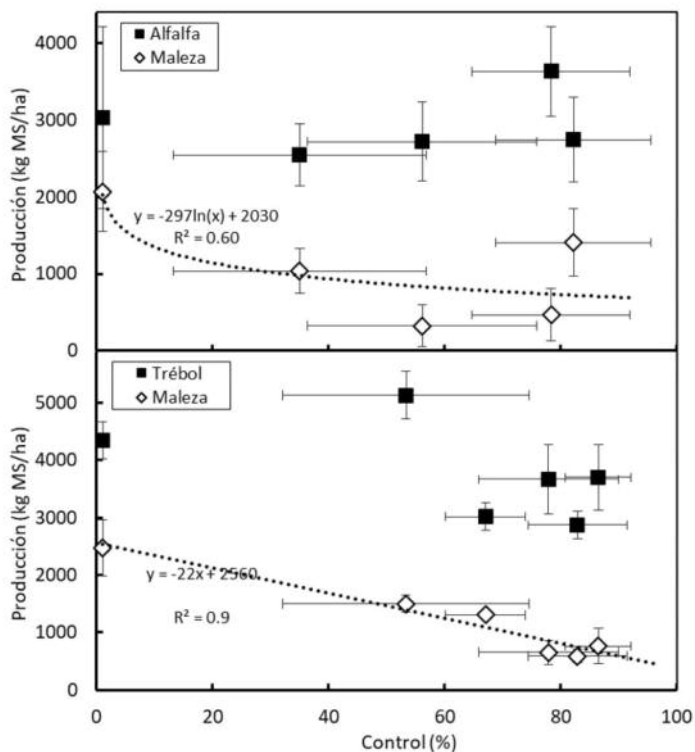 Alfalfa
Maleza
Producción (kg MS/ha)
4000
3000
2000
1000
0
y = -297ln(x) + 2030
R² = 0.60
Trébol
Maleza
Producción (kg MS/ha)
5000
4000
3000
2000
1000
0
y = -22x + 2560
R² = 0.9
0 20 40 60 80 100
Control (%)